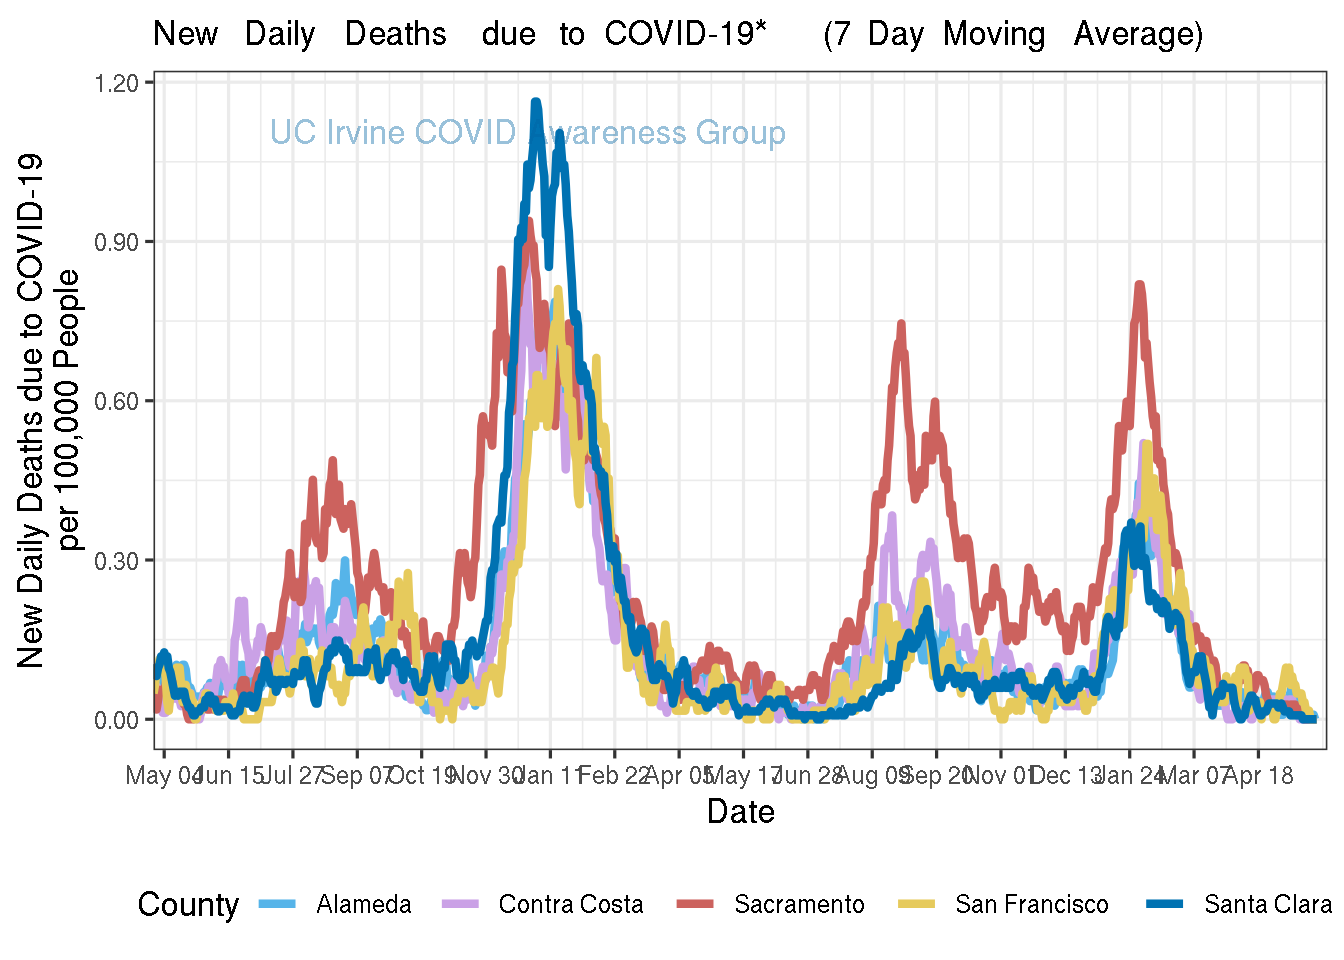 New Daily Deaths due to COVID-19* (7 Day Moving Average)
UC Irvine COVID Awareness Group
New Daily Deaths due to COVID-19
per 100,000 People
1.20
0.90
0.60
0.30
0.00
May 04 Jun 15 Jul 27 Sep 07 Oct 19 Nov 30 Jan 11 Feb 22 Apr 05 May 17 Jun 28 Aug 09 Sep 20 Nov 01 Dec 13 Jan 24 Mar 07 Apr 18
Date
County Alameda Contra Costa Sacramento San Francisco Santa Clara